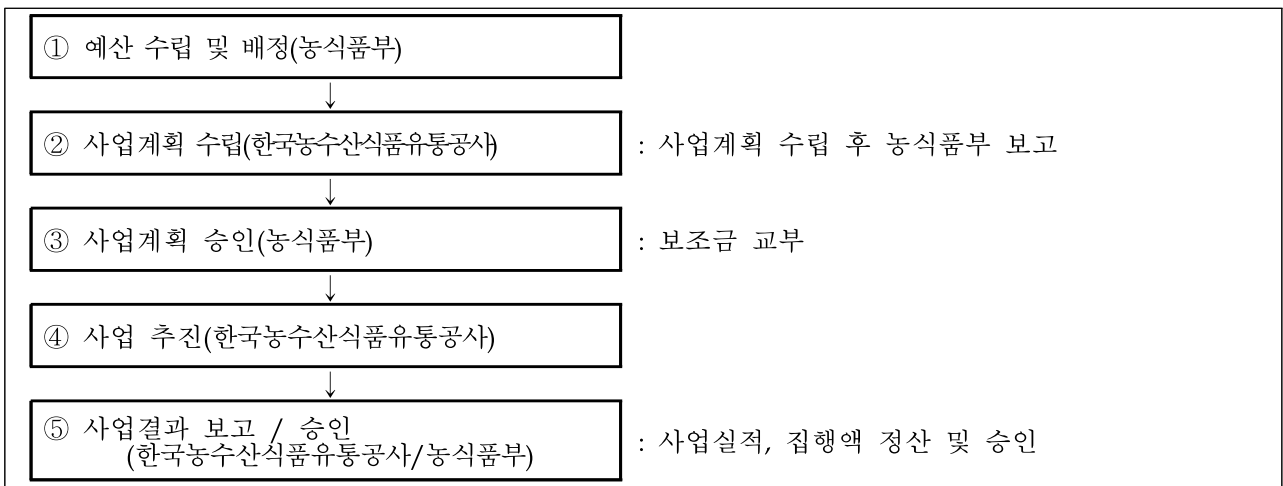 ① 예산 수립 및 배정(농식품부)
↓
② 사업계획 수립(한국농수산식품유통공사) : 사업계획 수립 후 농식품부 보고
↓
③ 사업계획 승인(농식품부) : 보조금 교부
↓
④ 사업 추진(한국농수산식품유통공사)
↓
⑤ 사업결과 보고 / 승인
(한국농수산식품유통공사/농식품부) : 사업실적, 집행액 정산 및 승인